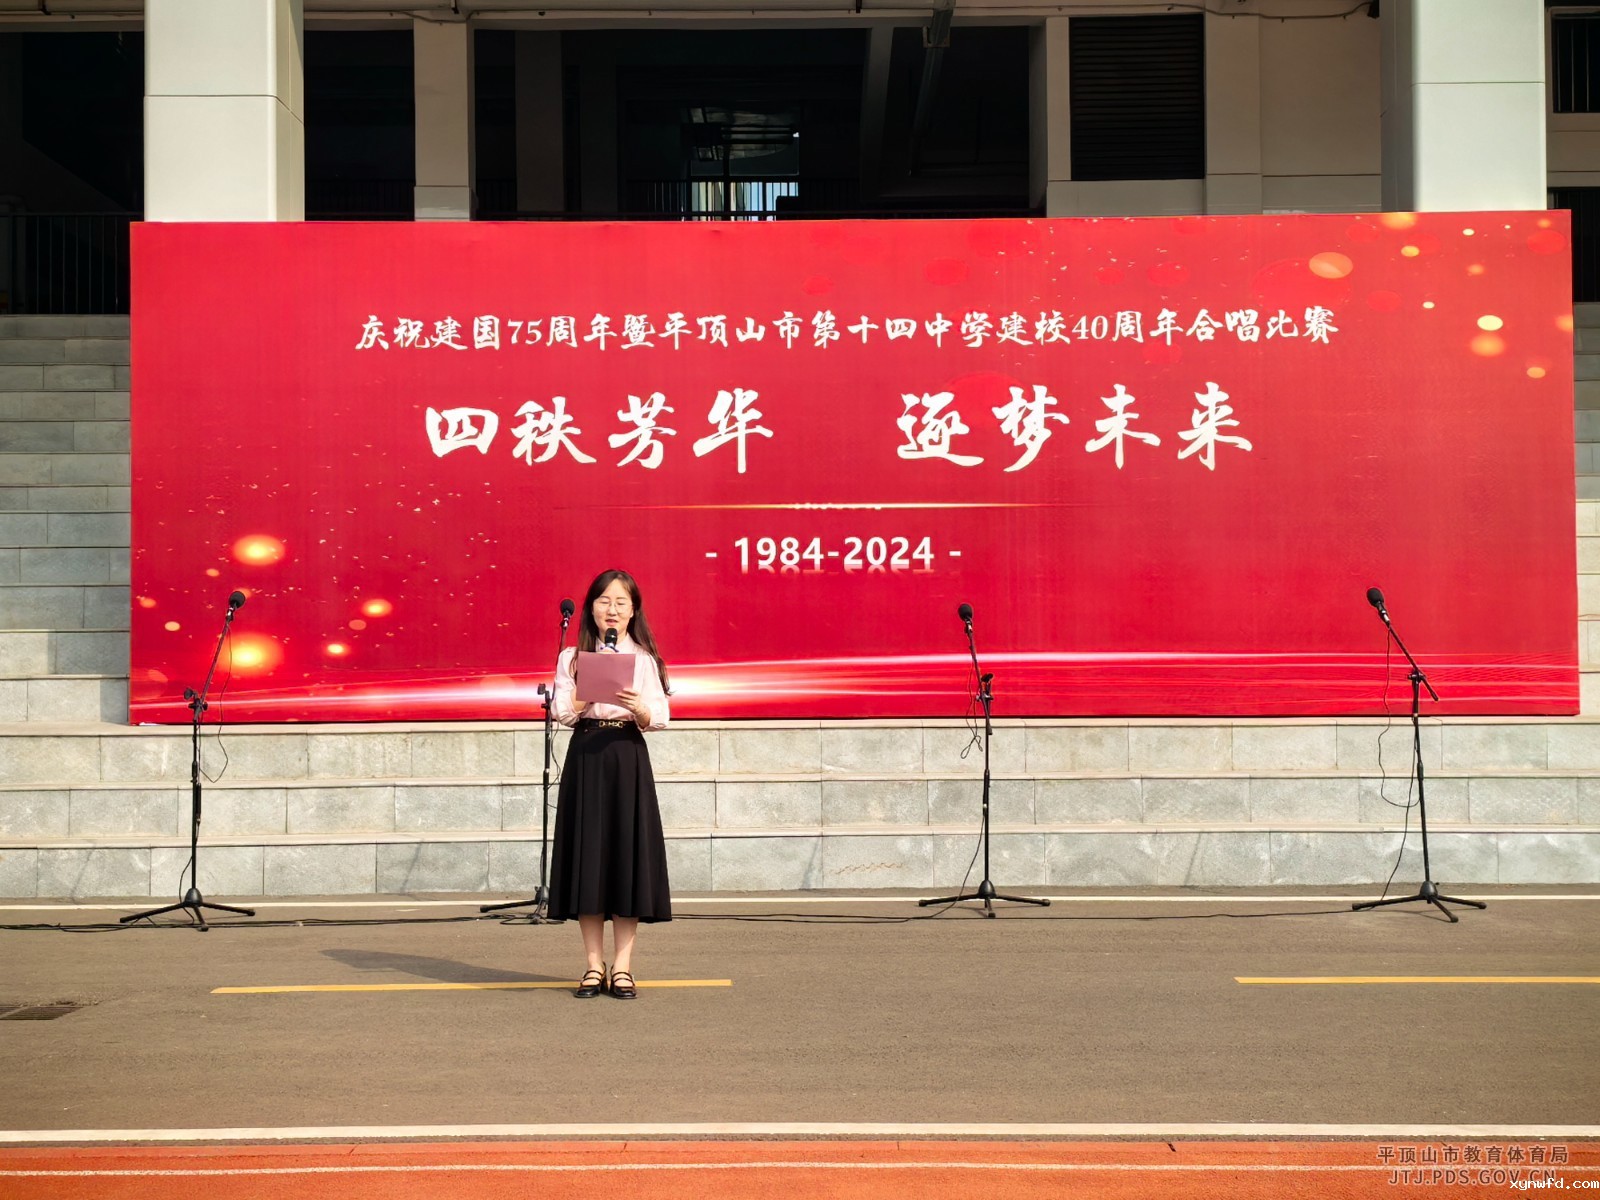 庆祝建国75周年暨平顶山市第十四中学建校40周年合唱比赛
四秩芳华 逐梦未来
- 1984-2024 -
平顶山市教育体育局
JTJ.PDS.GOV.CN
xgnwfd.com